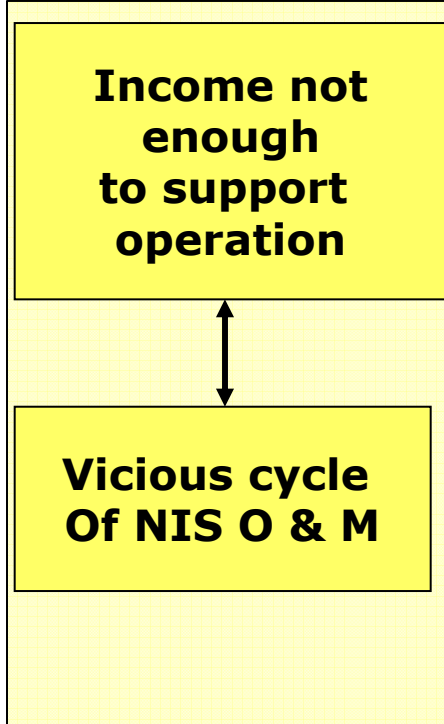 Income not
enough
to support
operation
Vicious cycle
Of NIS O & M